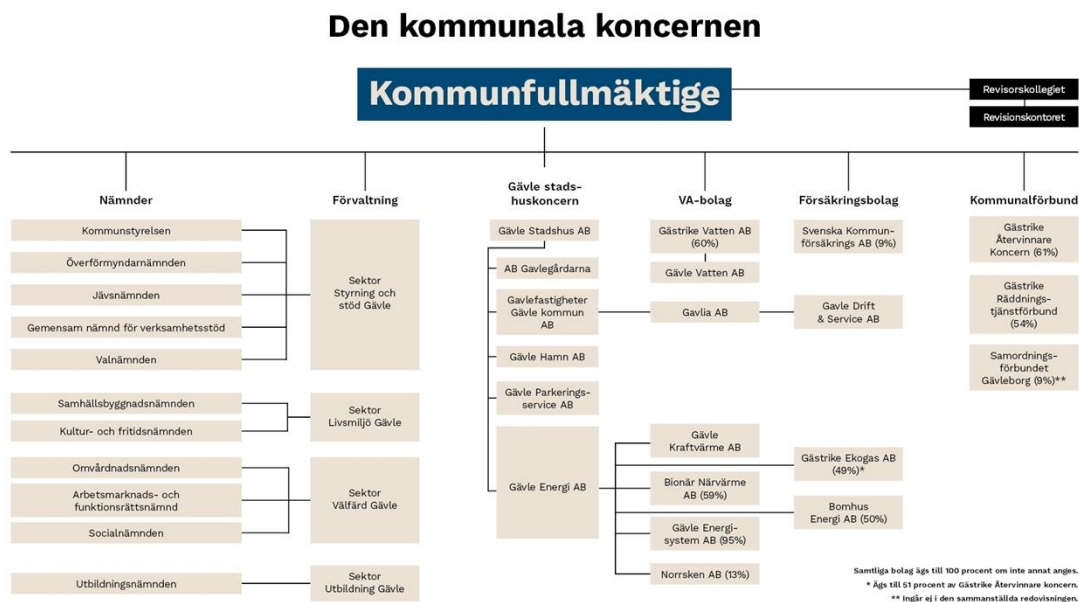 Den kommunala koncernen
Kommunfullmäktige
Revisorskollegiet
Revisionskontoret
Nämnder
Kommunstyrelsen
Överförmyndarnämnden
Jävsnämnden
Gemensam nämnd för verksamhetsstöd
Valnämnden
Samhällsbyggnadsnämnden
Kultur- och fritidsnämnden
Omvårdnadsnämnden
Arbetsmarknads- och
funktionsrättsnämnd
Socialnämnden
Utbildningsnämnden
Förvaltning
Sektor
Styrning och
stöd Gävle
Sektor
Livsmiljö Gävle
Sektor
Välfärd Gävle
Sektor
Utbildning Gävle
Gävle stads-
huskoncern
Gävle Stadshus AB
AB Gavlegårdarna
Gavlefastigheter
Gävle kommun
AB
Gävle Hamn AB
Gävle Parkerings-
service AB
Gävle Energi AB
VA-bolag
Gästrike Vatten AB
(60%)
Gävle Vatten AB
Gavlia AB
Gävle
Kraftvärme AB
Bionär Närvärme
AB (59%)
Gävle Energi-
system AB (95%)
Norrsken AB (13%)
Försäkringsbolag
Svenska Kommun-
försäkrings AB (9%)
Gavle Drift
& Service AB
Gästrike Ekogas AB
(49%)*
Bomhus
Energi AB (50%)
Kommunalförbund
Gästrike
Återvinnare
Koncern (61%)
Gästrike
Räddnings-
tjänstförbund
(54%)
Samordnings-
förbundet
Gävleborg (9%)**
Samtliga bolag ägs till 100 procent om inte annat anges.
* Ägs till 51 procent av Gästrike Återvinnare koncern.
** Ingår ej i den sammanställda redovisningen.